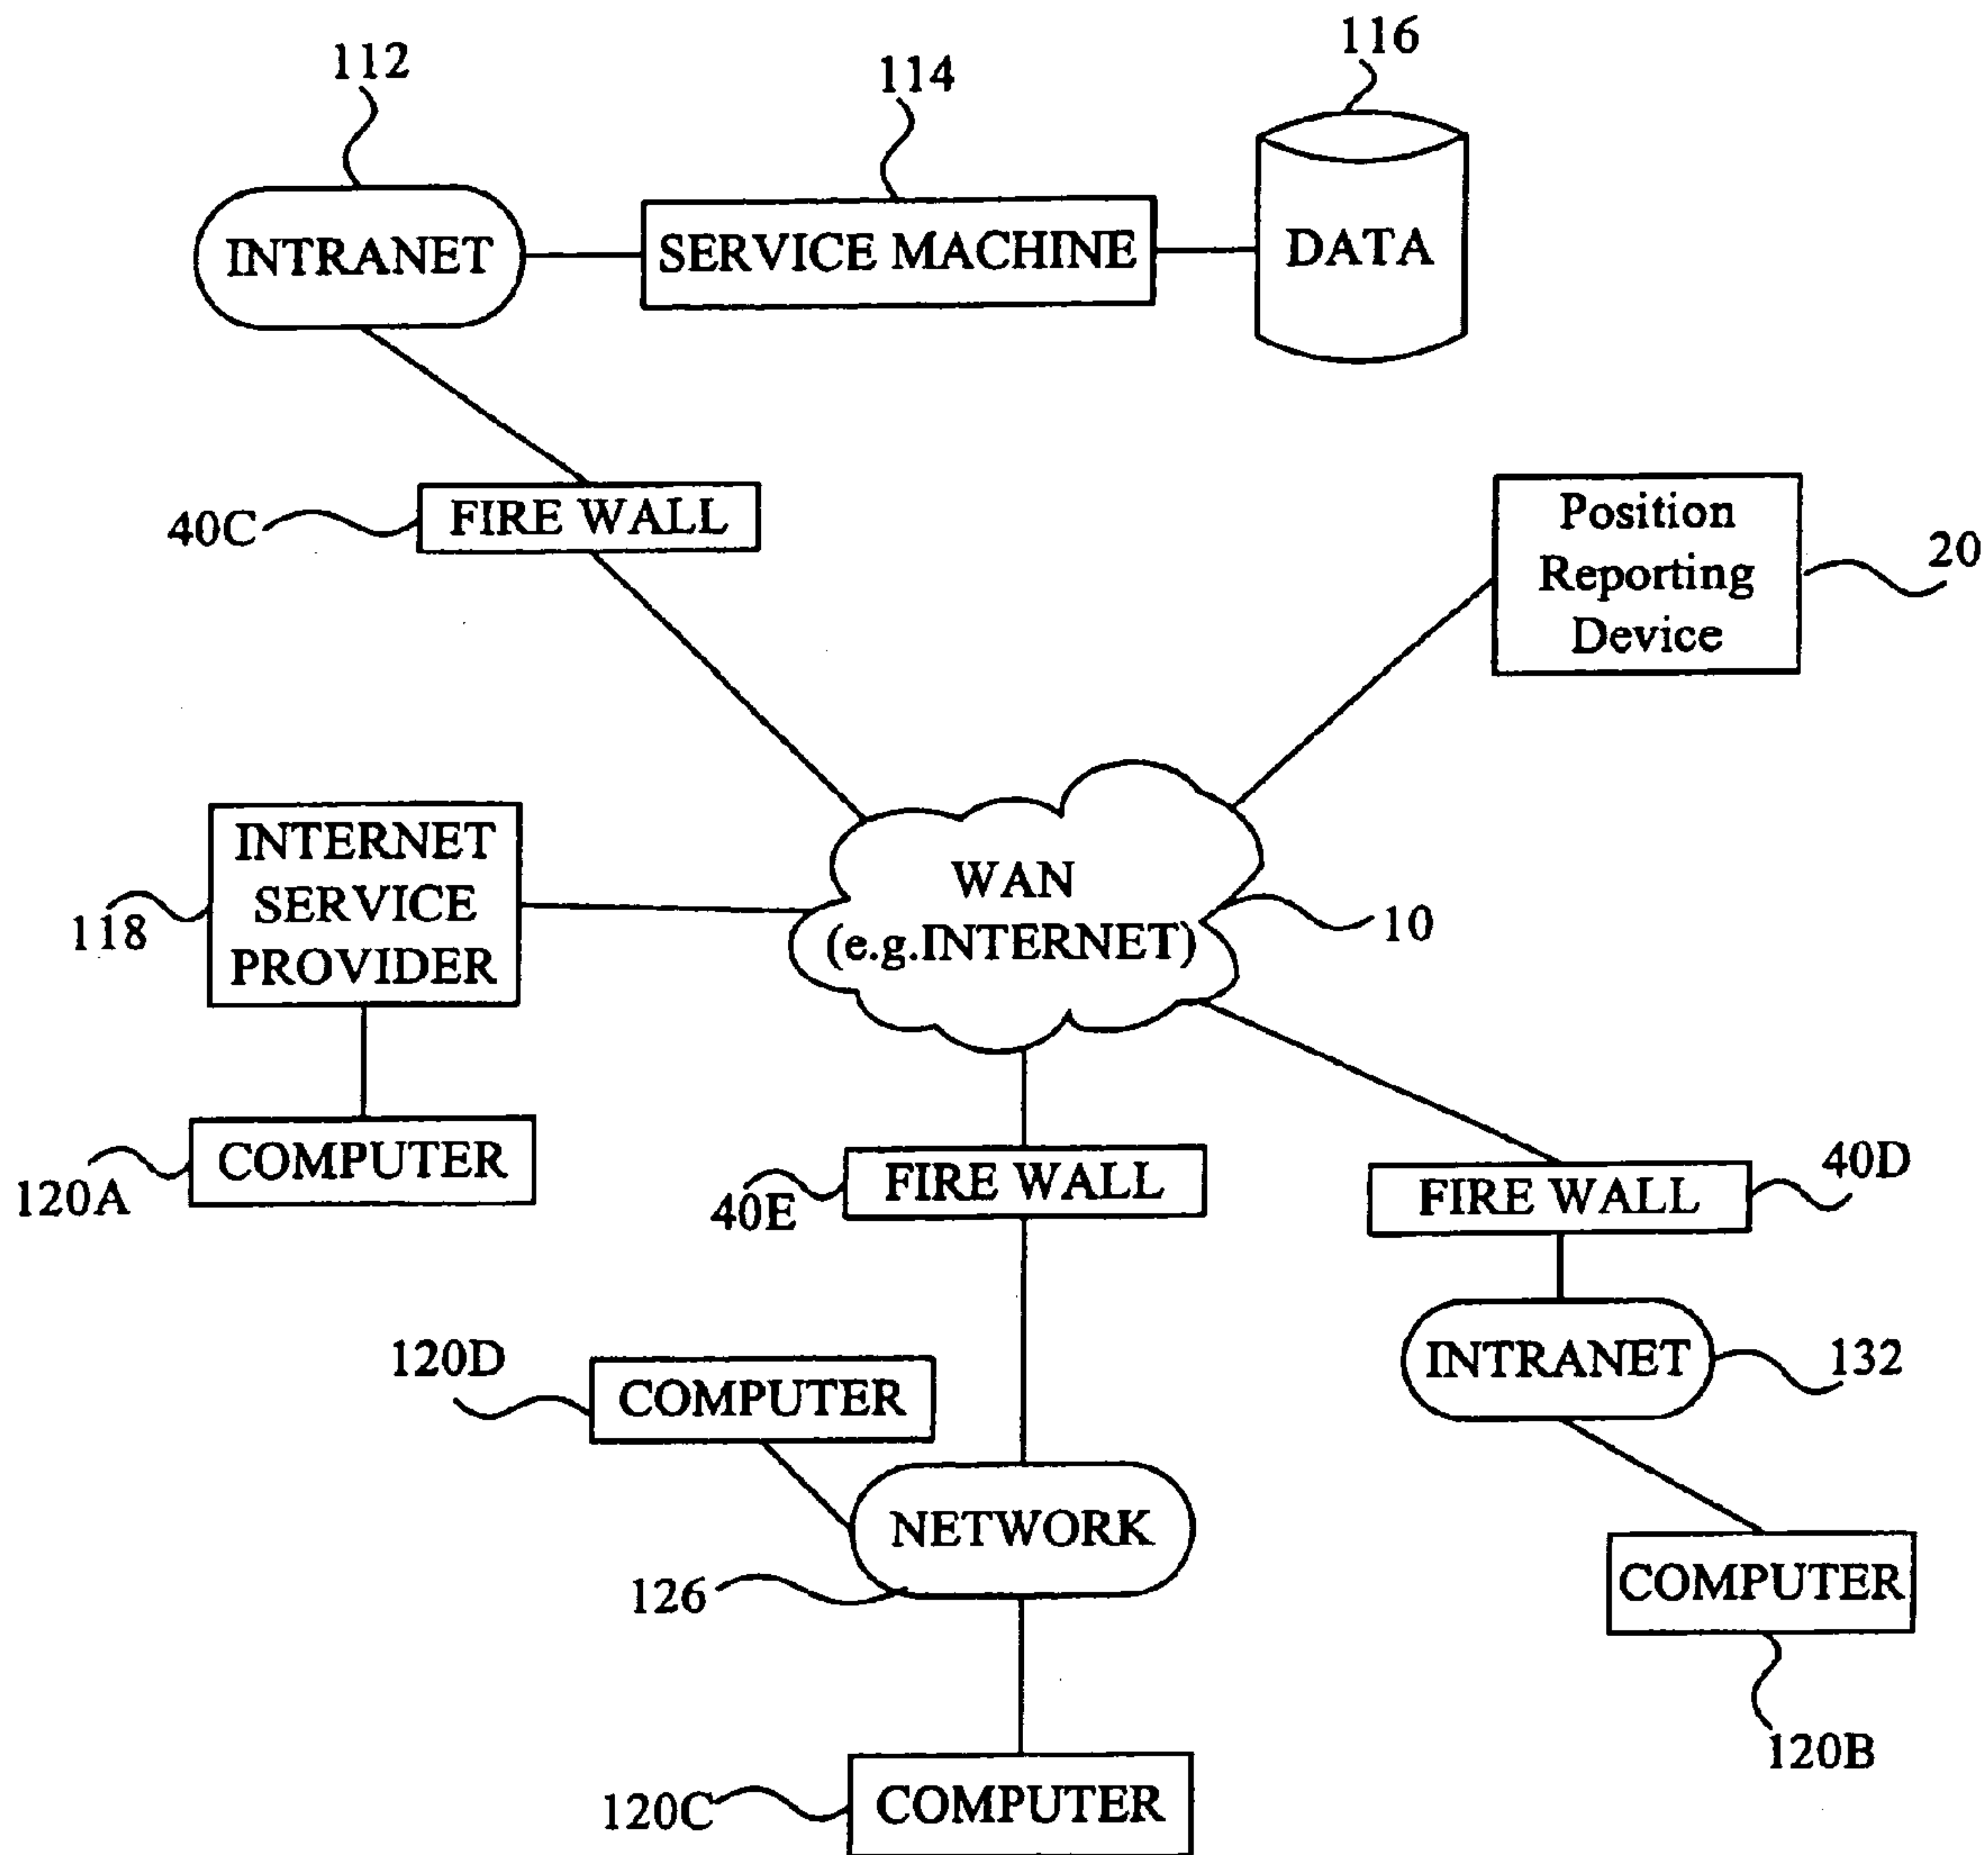 112
114
116
INTRANET
SERVICE MACHINE
DATA
40C
FIRE WALL
Position
Reporting
Device
20
INTERNET
SERVICE
PROVIDER
118
WAN
(e.g.INTERNET)
10
COMPUTER
120A
FIRE WALL
40E
FIRE WALL
40D
120D
COMPUTER
INTRANET
132
NETWORK
126
COMPUTER
120B
120C
COMPUTER